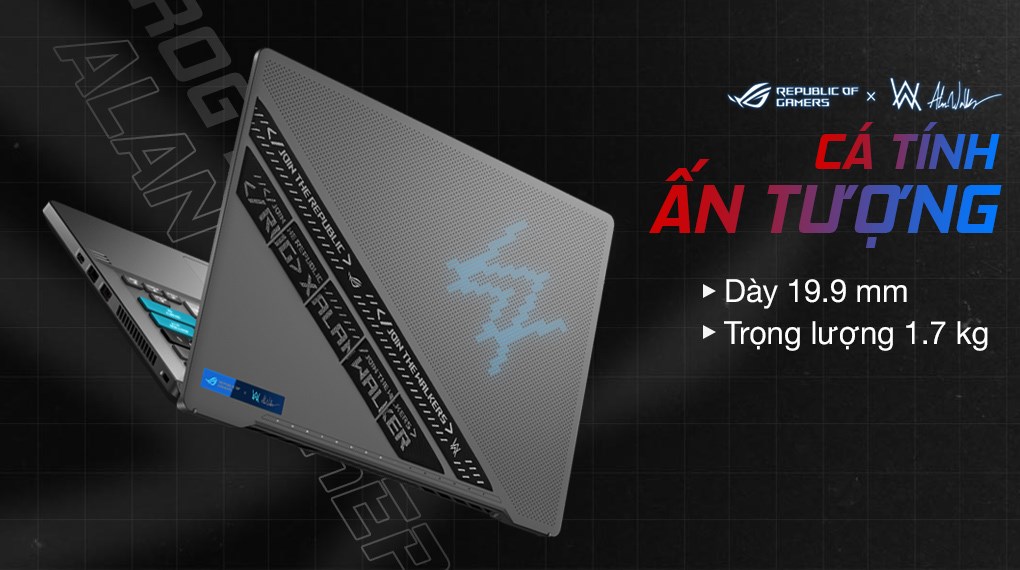 ROG
ALAN
REPUBLIC OF
GAMERS
x
Alan Walker
CÁ TÍNH
ẤN TƯỢNG
Dày 19.9 mm
Trọng lượng 1.7 kg
</> JOIN THE REPUBLIC >
JOIN THE REPUBLIC
X ALAN
WALKER
JOIN THE WALKERS >
</> JOIN THE WALKERS >